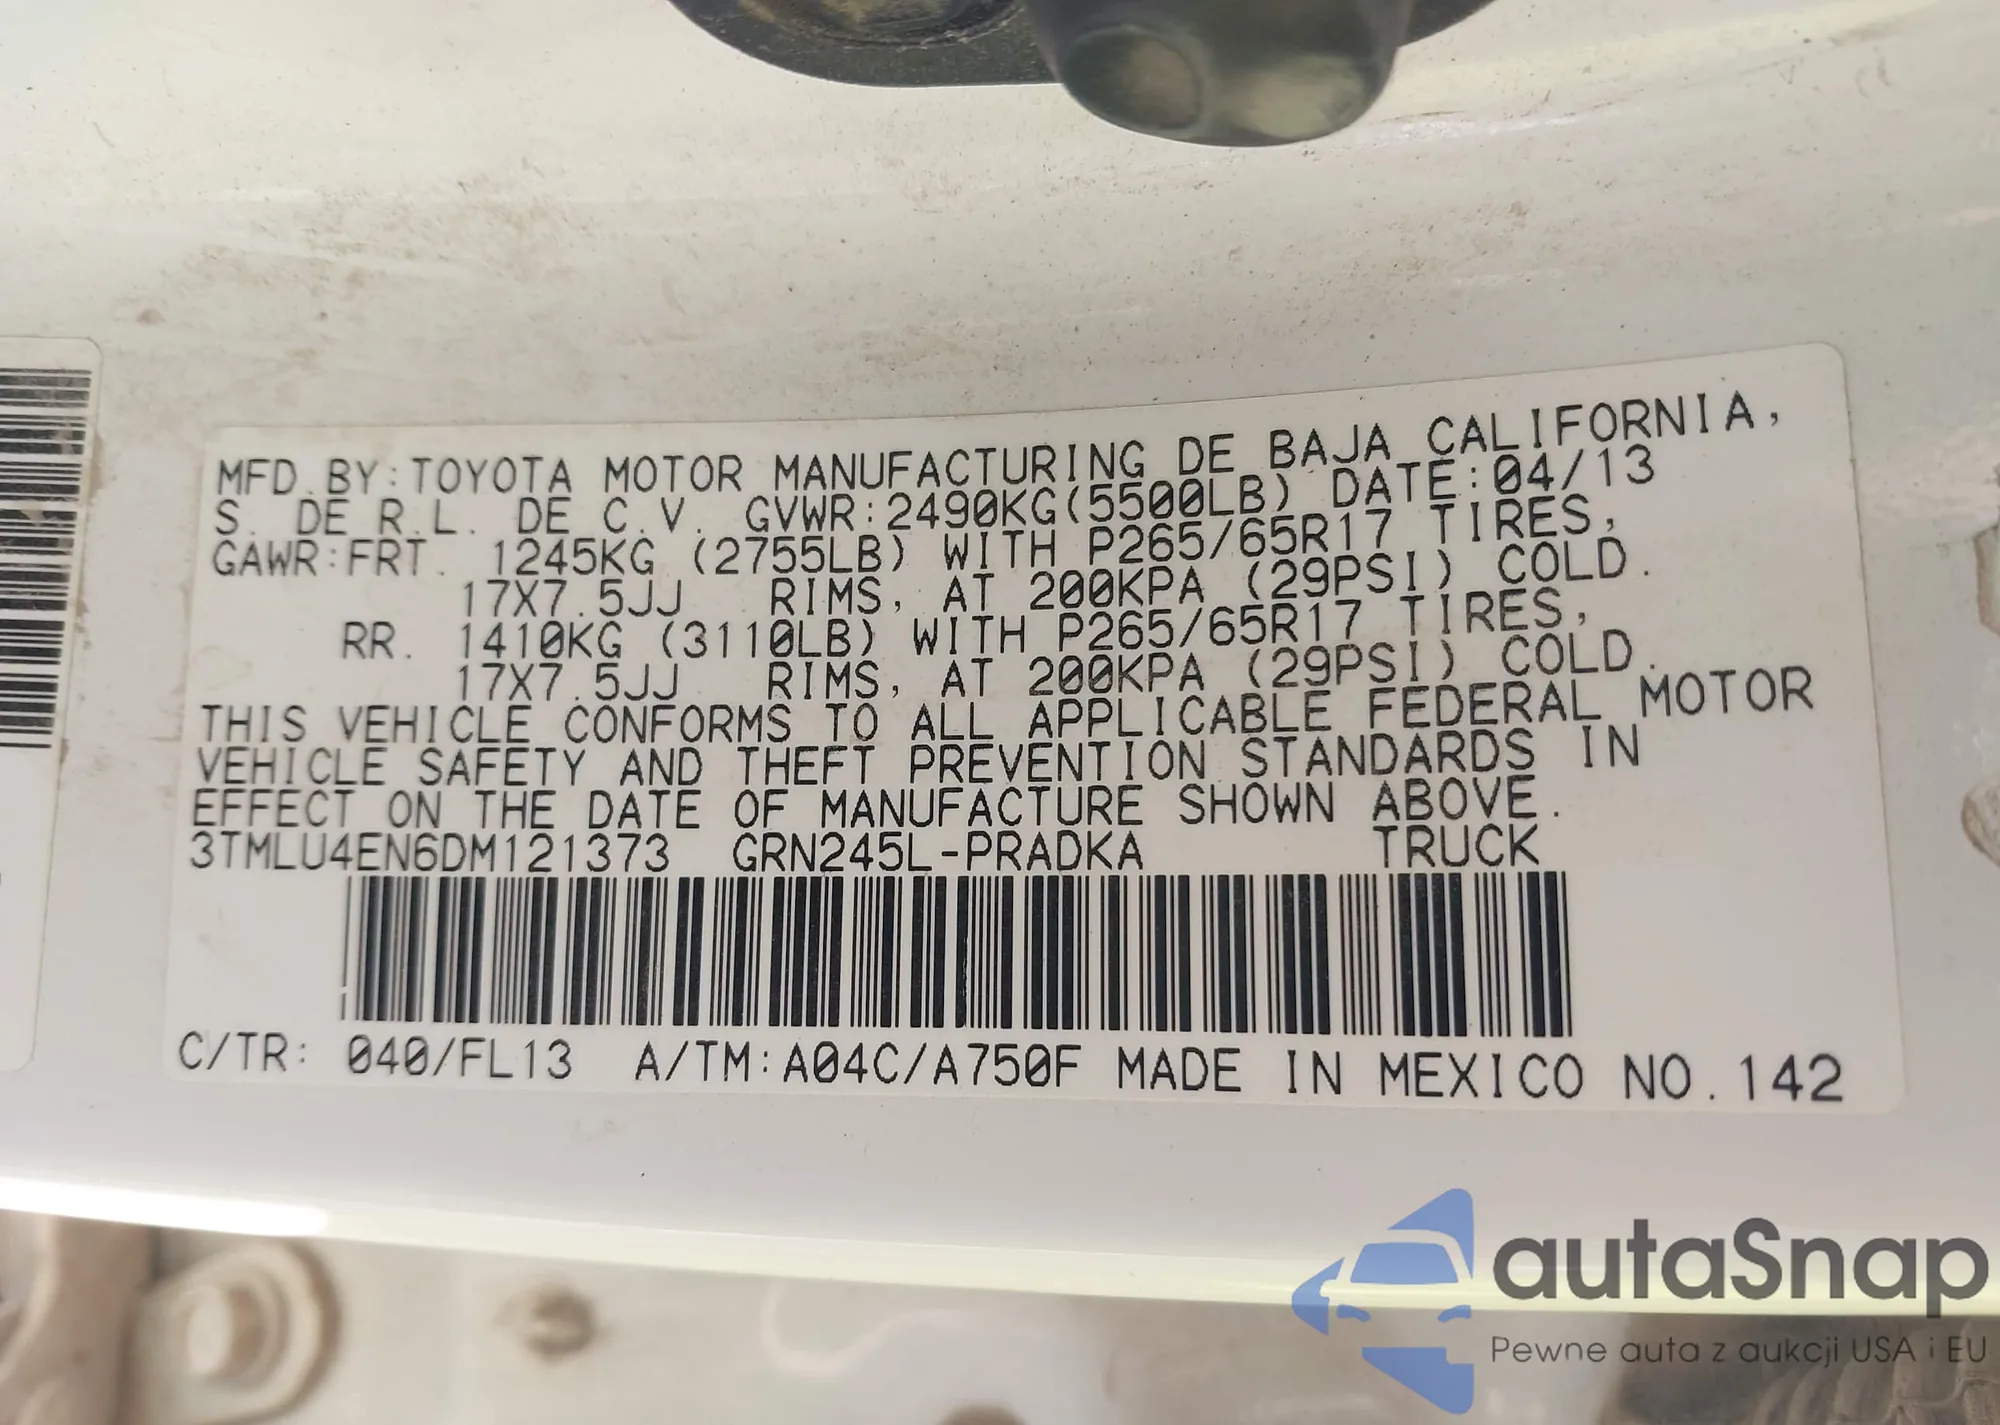 MFD.BY:TOYOTA MOTOR MANUFACTURING DE BAJA CALIFORNIA,
S. DE R.L. DE C.V. GVWR:2490KG(5500LB) DATE:04/13
GAWR:FRT. 1245KG (2755LB) WITH P265/65R17 TIRES,
17X7.5JJ RIMS, AT 200KPA (29PSI) COLD.
RR. 1410KG (3110LB) WITH P265/65R17 TIRES,
17X7.5JJ RIMS, AT 200KPA (29PSI) COLD.
THIS VEHICLE CONFORMS TO ALL APPLICABLE FEDERAL MOTOR
VEHICLE SAFETY AND THEFT PREVENTION STANDARDS IN
EFFECT ON THE DATE OF MANUFACTURE SHOWN ABOVE.
3TMLU4EN6DM121373 GRN245L-PRADKA TRUCK
C/TR: 040/FL13 A/TM:A04C/A750F MADE IN MEXICO NO.142
autaSnap
Pewne auta z aukcji USA i EU